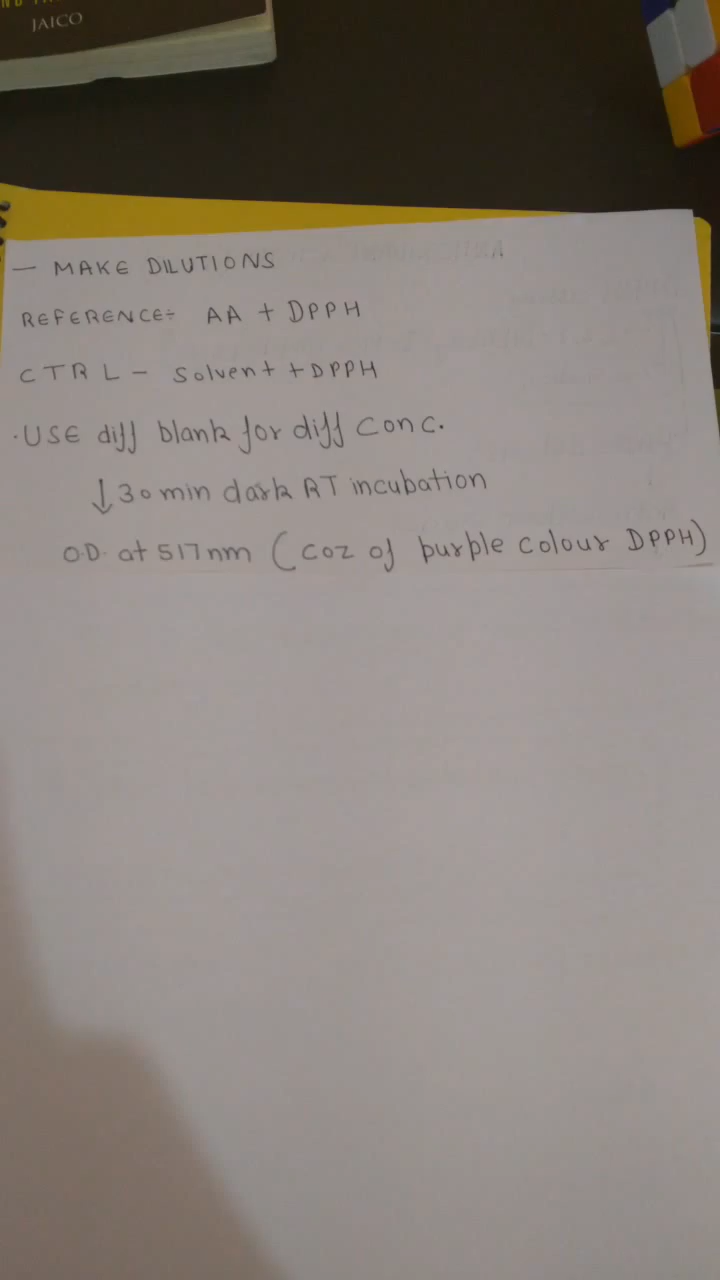 JAICO
— MAKE DILUTIONS
REFERENCE:- AA + DPPH
CTRL - Solvent + DPPH
. USE diff blank for diff conc.
↓ 30 min dark RT incubation
O.D. at 517nm (coz of purple colour DPPH)